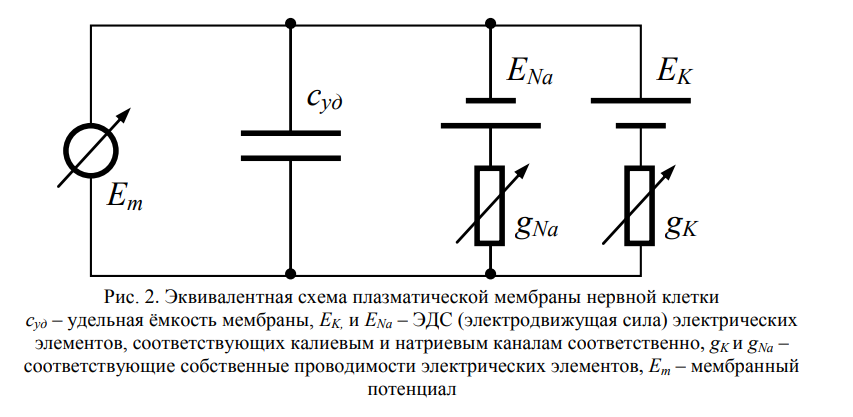 E_Na
E_K
c_уд
E_m
g_Na
g_K
Рис. 2. Эквивалентная схема плазматической мембраны нервной клетки
c_уд – удельная ёмкость мембраны, E_K, и E_Na – ЭДС (электродвижущая сила) электрических
элементов, соответствующих калиевым и натриевым каналам соответственно, g_K и g_Na –
соответствующие собственные проводимости электрических элементов, E_m – мембранный
потенциал